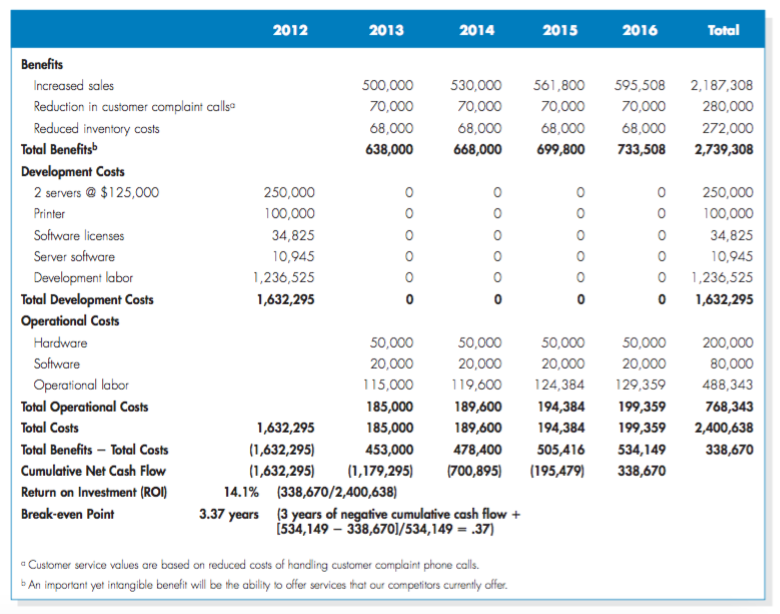 2012 2013 2014 2015 2016 Total
Benefits
Increased sales 500,000 530,000 561,800 595,508 2,187,308
Reduction in customer complaint callsᵃ 70,000 70,000 70,000 70,000 280,000
Reduced inventory costs 68,000 68,000 68,000 68,000 272,000
Total Benefitsᵇ 638,000 668,000 699,800 733,508 2,739,308
Development Costs
2 servers @ $125,000 250,000 0 0 0 0 250,000
Printer 100,000 0 0 0 0 100,000
Software licenses 34,825 0 0 0 0 34,825
Server software 10,945 0 0 0 0 10,945
Development labor 1,236,525 0 0 0 0 1,236,525
Total Development Costs 1,632,295 0 0 0 0 1,632,295
Operational Costs
Hardware 50,000 50,000 50,000 50,000 200,000
Software 20,000 20,000 20,000 20,000 80,000
Operational labor 115,000 119,600 124,384 129,359 488,343
Total Operational Costs 185,000 189,600 194,384 199,359 768,343
Total Costs 1,632,295 185,000 189,600 194,384 199,359 2,400,638
Total Benefits – Total Costs (1,632,295) 453,000 478,400 505,416 534,149 338,670
Cumulative Net Cash Flow (1,632,295) (1,179,295) (700,895) (195,479) 338,670
Return on Investment (ROI) 14.1% (338,670/2,400,638)
Break-even Point 3.37 years (3 years of negative cumulative cash flow +
[534,149 – 338,670]/534,149 = .37)
ᵃ Customer service values are based on reduced costs of handling customer complaint phone calls.
ᵇ An important yet intangible benefit will be the ability to offer services that our competitors currently offer.